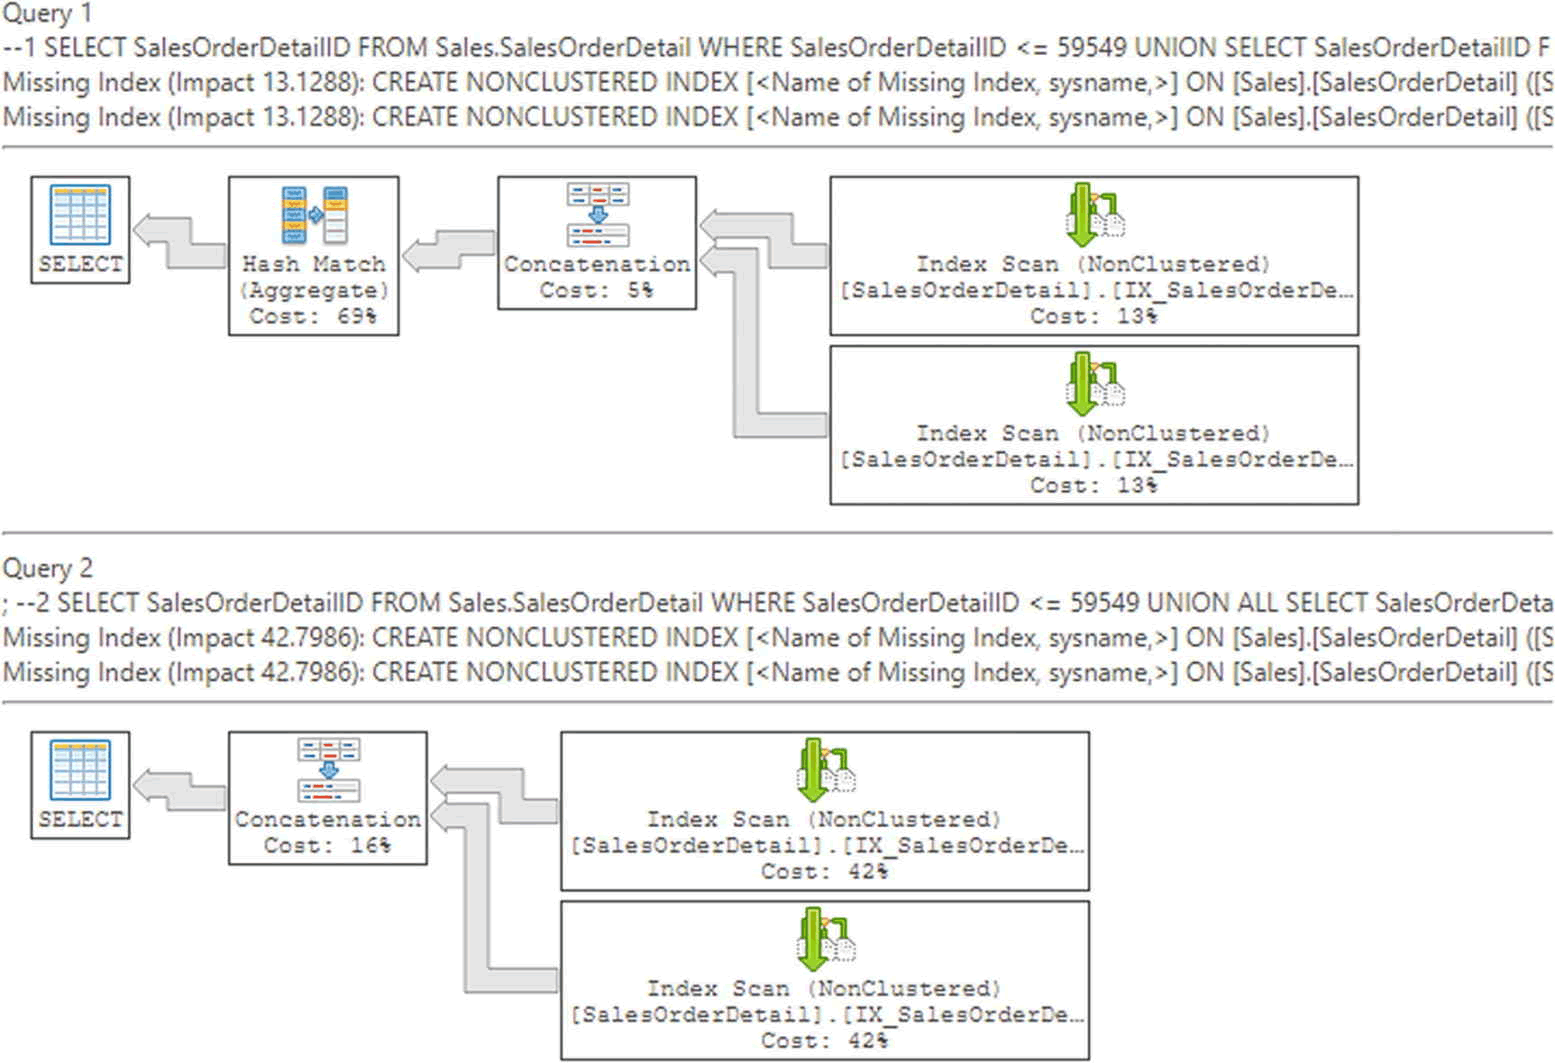 Query 1
--1 SELECT SalesOrderDetailID FROM Sales.SalesOrderDetail WHERE SalesOrderDetailID <= 59549 UNION SELECT SalesOrderDetailID F
Missing Index (Impact 13.1288): CREATE NONCLUSTERED INDEX [<Name of Missing Index, sysname,>] ON [Sales].[SalesOrderDetail] ([S
Missing Index (Impact 13.1288): CREATE NONCLUSTERED INDEX [<Name of Missing Index, sysname,>] ON [Sales].[SalesOrderDetail] ([S
SELECT
Hash Match
(Aggregate)
Cost: 69%
Concatenation
Cost: 5%
Index Scan (NonClustered)
[SalesOrderDetail].[IX_SalesOrderDe…
Cost: 13%
Index Scan (NonClustered)
[SalesOrderDetail].[IX_SalesOrderDe…
Cost: 13%
Query 2
; --2 SELECT SalesOrderDetailID FROM Sales.SalesOrderDetail WHERE SalesOrderDetailID <= 59549 UNION ALL SELECT SalesOrderDeta
Missing Index (Impact 42.7986): CREATE NONCLUSTERED INDEX [<Name of Missing Index, sysname,>] ON [Sales].[SalesOrderDetail] ([S
Missing Index (Impact 42.7986): CREATE NONCLUSTERED INDEX [<Name of Missing Index, sysname,>] ON [Sales].[SalesOrderDetail] ([S
SELECT
Concatenation
Cost: 16%
Index Scan (NonClustered)
[SalesOrderDetail].[IX_SalesOrderDe…
Cost: 42%
Index Scan (NonClustered)
[SalesOrderDetail].[IX_SalesOrderDe…
Cost: 42%